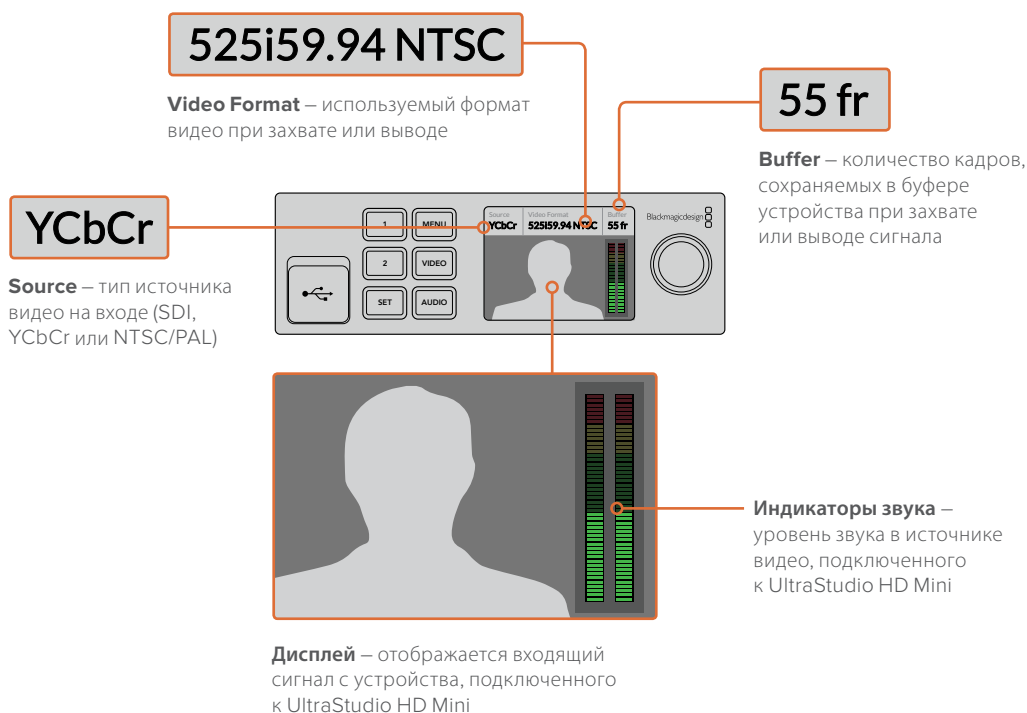 525i59.94 NTSC
Video Format – используемый формат
видео при захвате или выводе
55 fr
Buffer – количество кадров,
сохраняемых в буфере
устройства при захвате
или выводе сигнала
YCbCr
Source – тип источника
видео на входе (SDI,
YCbCr или NTSC/PAL)
1
MENU
2
VIDEO
SET
AUDIO
Source
YCbCr
Video Format
525I59.94 NTSC
Buffer
55 fr
Blackmagicdesign
Индикаторы звука –
уровень звука в источнике
видео, подключенного
к UltraStudio HD Mini
Дисплей – отображается входящий
сигнал с устройства, подключенного
к UltraStudio HD Mini